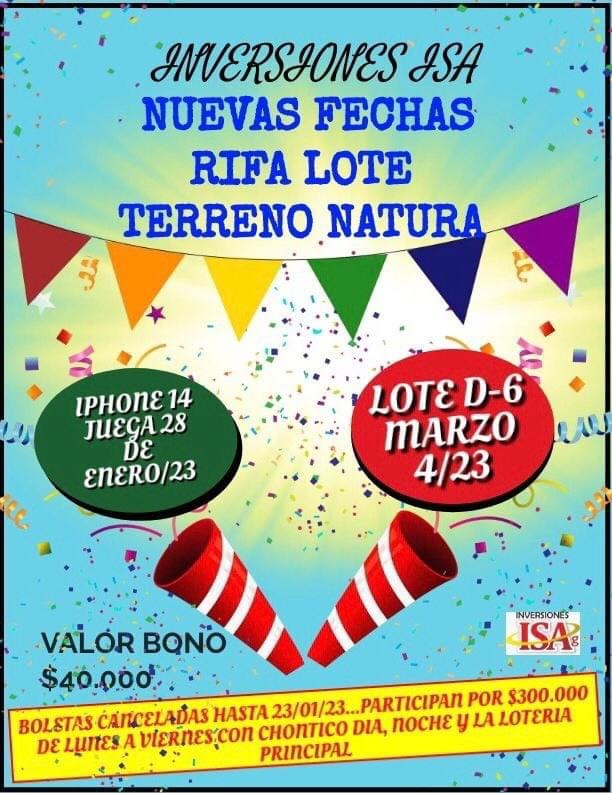 INVERSIONES ISA
NUEVAS FECHAS
RIFA LOTE
TERRENO NATURA
IPHONE 14
JUEGA 28
DE
ENERO/23
LOTE D-6
MARZO
4/23
VALOR BONO
$40.000
INVERSIONES
ISAg
BOLETAS CANCELADAS HASTA 23/01/23...PARTICIPAN POR $300.000
DE LUNES A VIERNES CON CHONTICO DIA, NOCHE Y LA LOTERIA
PRINCIPAL